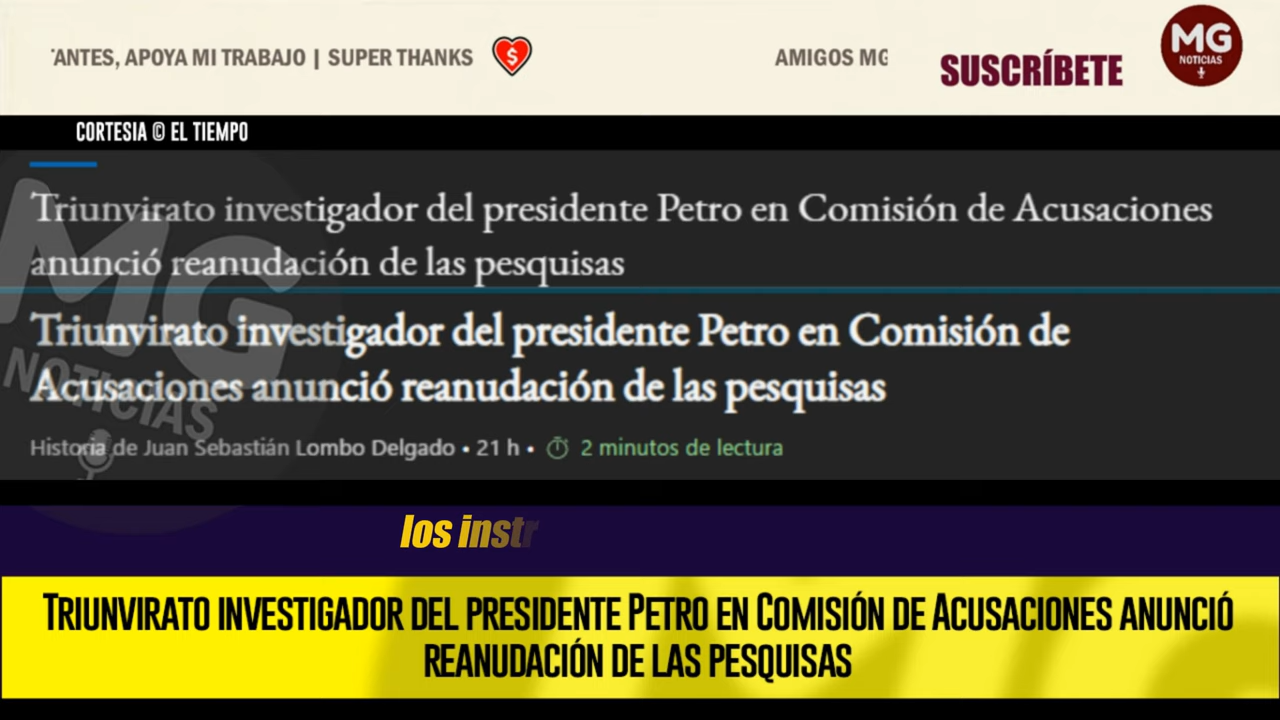 'ANTES, APOYA MI TRABAJO | SUPER THANKS
AMIGOS MG
SUSCRÍBETE
MG
NOTICIAS
CORTESIA © EL TIEMPO
Triunvirato investigador del presidente Petro en Comisión de Acusaciones
anunció reanudación de las pesquisas
Triunvirato investigador del presidente Petro en Comisión de
Acusaciones anunció reanudación de las pesquisas
MG
NOTICIAS
Historia de Juan Sebastián Lombo Delgado • 21 h • 2 minutos de lectura
los instr
TRIUNVIRATO INVESTIGADOR DEL PRESIDENTE PETRO EN COMISIÓN DE ACUSACIONES ANUNCIÓ
REANUDACIÓN DE LAS PESQUISAS